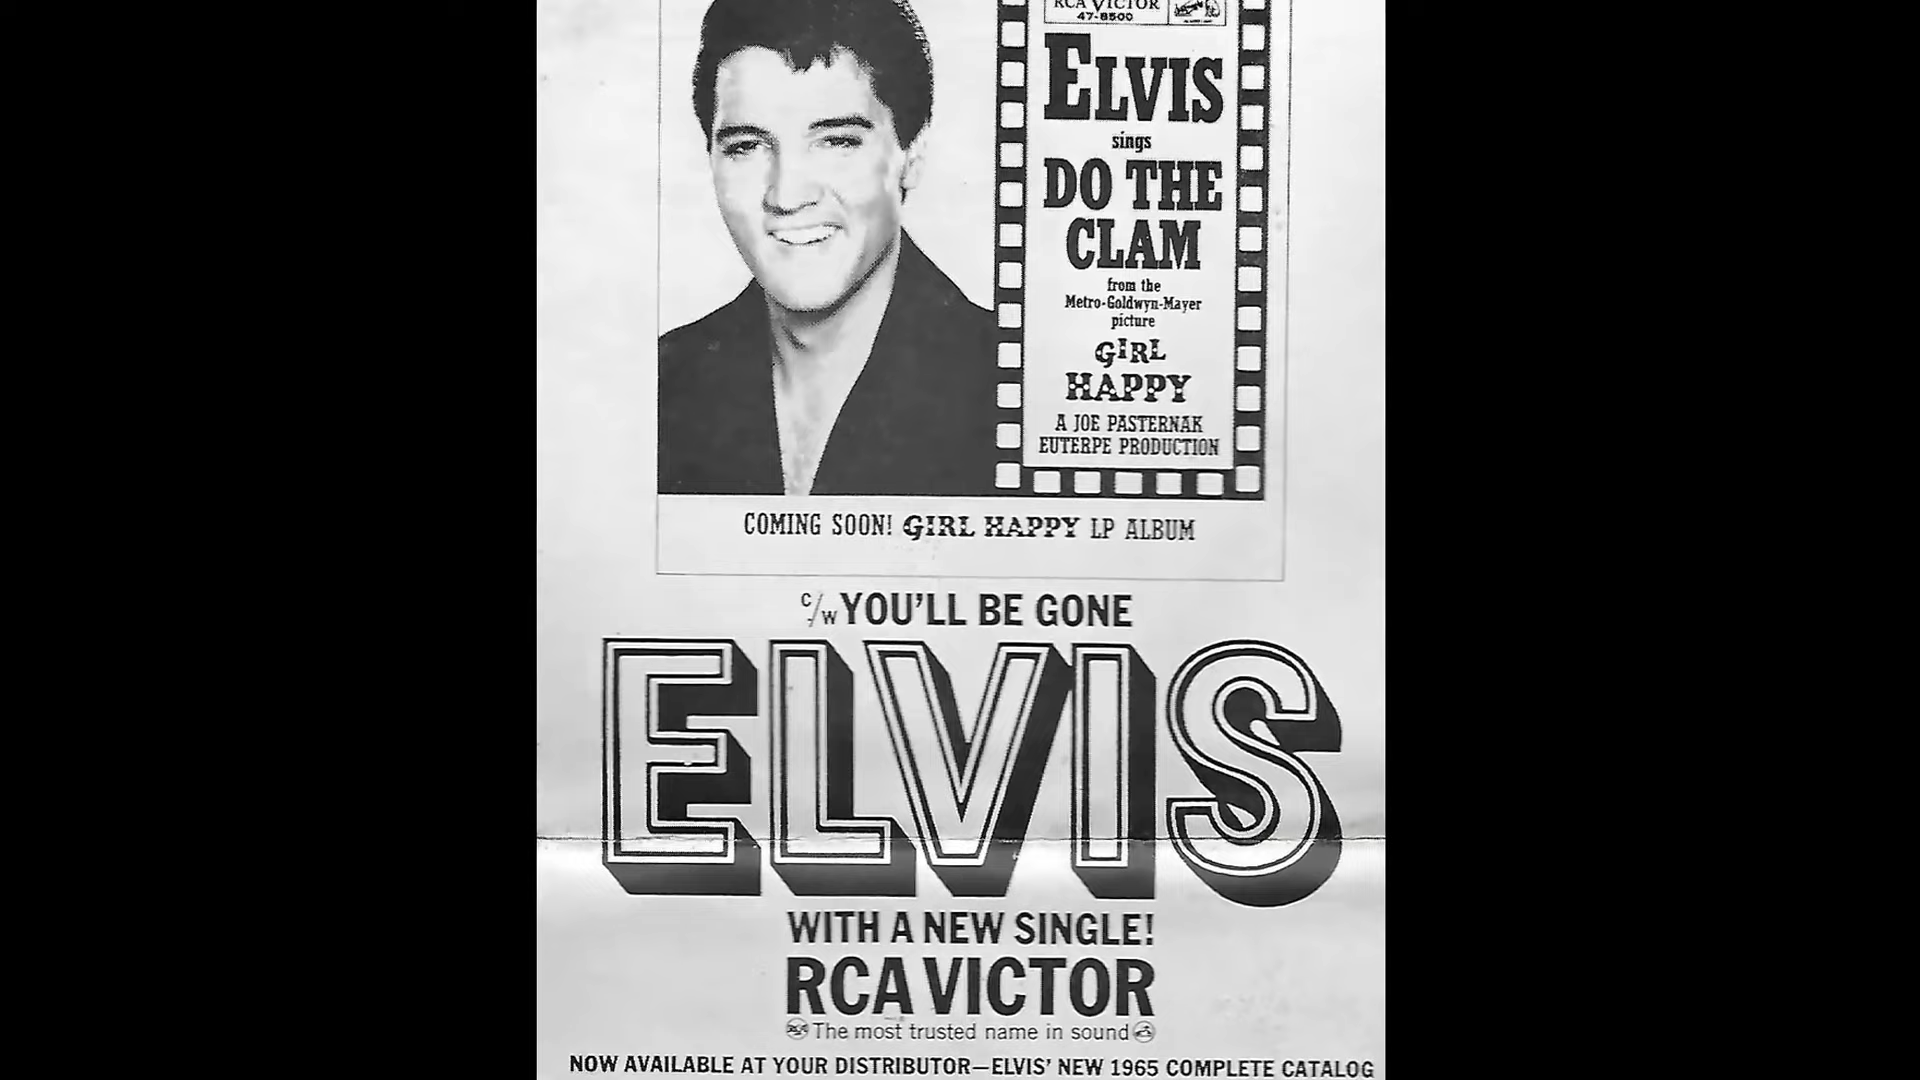 RCA VICTOR
47-8500
ELVIS
sings
DO THE
CLAM
from the
Metro-Goldwyn-Mayer
picture
GIRL
HAPPY
A JOE PASTERNAK
EUTERPE PRODUCTION
COMING SOON! GIRL HAPPY LP ALBUM
c/w YOU'LL BE GONE
ELVIS
WITH A NEW SINGLE!
RCA VICTOR
The most trusted name in sound
NOW AVAILABLE AT YOUR DISTRIBUTOR—ELVIS' NEW 1965 COMPLETE CATALOG